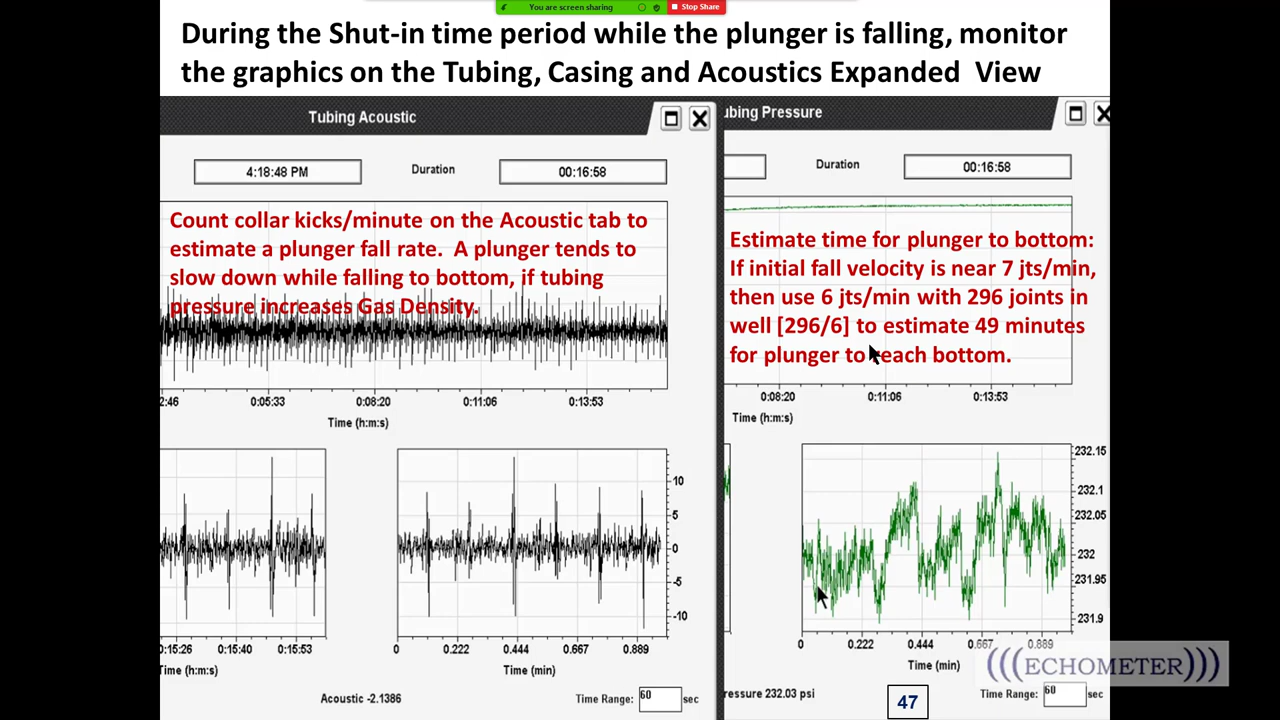 You are screen sharing
Stop Share
During the Shut-in time period while the plunger is falling, monitor
the graphics on the Tubing, Casing and Acoustics Expanded View
Tubing Acoustic
4:18:48 PM
Duration
00:16:58
Count collar kicks/minute on the Acoustic tab to
estimate a plunger fall rate. A plunger tends to
slow down while falling to bottom, if tubing
pressure increases Gas Density.
2:46 0:05:33 0:08:20 0:11:06 0:13:53
Time (h:m:s)
0:15:26 0:15:40 0:15:53
Time (h:m:s)
10
5
0
-5
-10
0 0.222 0.444 0.667 0.889
Time (min)
Acoustic -2.1386
Time Range: 60 sec
ubing Pressure
Duration
00:16:58
Estimate time for plunger to bottom:
If initial fall velocity is near 7 jts/min,
then use 6 jts/min with 296 joints in
well [296/6] to estimate 49 minutes
for plunger to reach bottom.
0:08:20 0:11:06 0:13:53
Time (h:m:s)
232.15
232.1
232.05
232
231.95
231.9
0 0.222 0.444 0.667 0.889
Time (min)
(((ECHOMETER)))
ressure 232.03 psi
47
Time Range: 60 sec